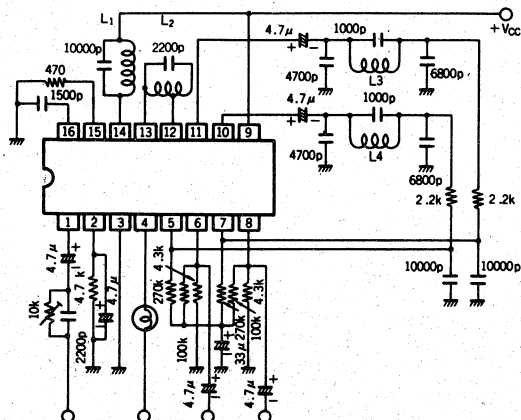 L1
L2
+VCC
10000p
2200p
4.7μ
+ −
1000p
470
1500p
4700p
L3
6800p
4.7μ
+ −
1000p
4700p
L4
6800p
16 15 14 13 12 11 10 9
1 2 3 4 5 6 7 8
2.2k
2.2k
4.7μ
+
4.7k
4.7μ
+
10k
2200p
270k
4.3k
100k
4.7μ
+
−
33μ
+
270k
100k
4.3k
4.7μ
+
−
10000p
10000p